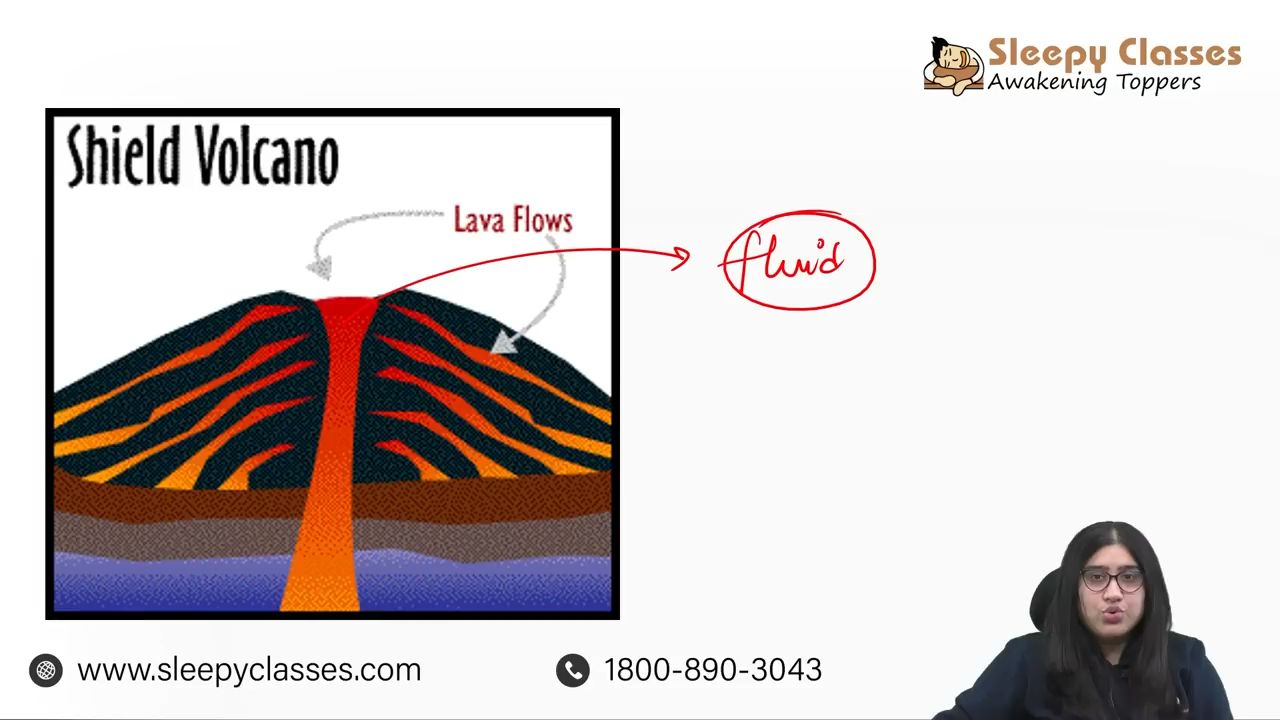 Sleepy Classes
Awakening Toppers
Shield Volcano
Lava Flows
fluid
www.sleepyclasses.com
1800-890-3043